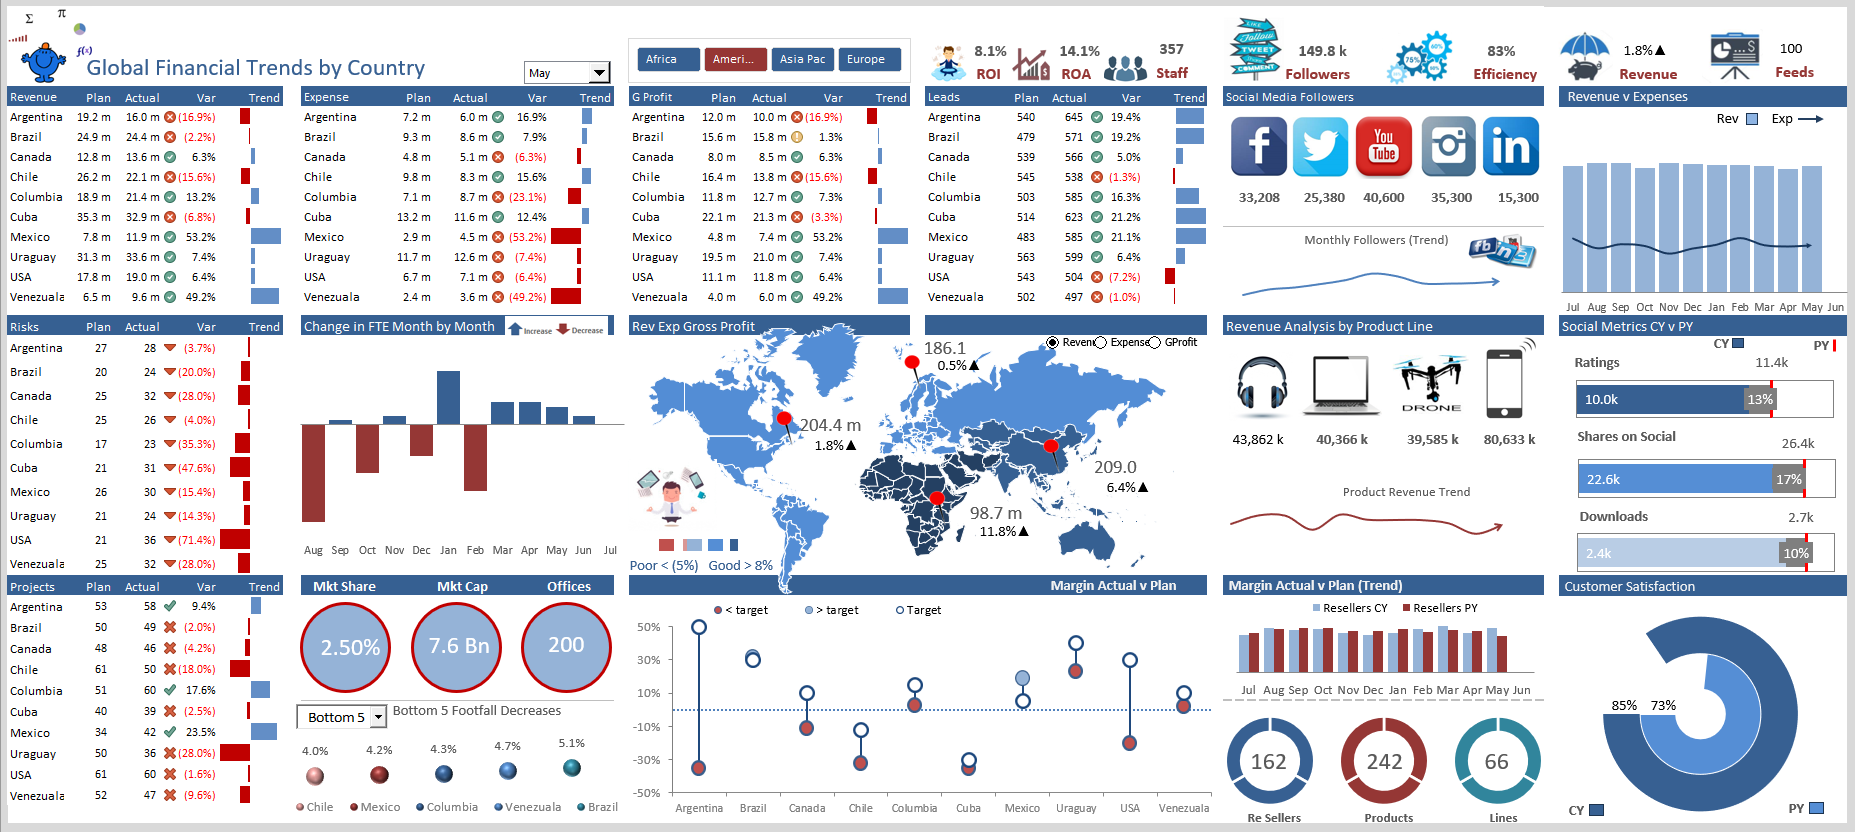 Σ π
f(x)
Global Financial Trends by Country
May
Africa Ameri... Asia Pac Europe
8.1% ROI
14.1% ROA
357 Staff
LIKE
Follow
TWEET
COMMENT
149.8 k Followers
60%
75%
83% Efficiency
1.8%▲ Revenue
100 Feeds
Revenue Plan Actual Var Trend
Argentina 19.2 m 16.0 m (16.9%)
Brazil 24.9 m 24.4 m (2.2%)
Canada 12.8 m 13.6 m 6.3%
Chile 26.2 m 22.1 m (15.6%)
Columbia 18.9 m 21.4 m 13.2%
Cuba 35.3 m 32.9 m (6.8%)
Mexico 7.8 m 11.9 m 53.2%
Uraguay 31.3 m 33.6 m 7.4%
USA 17.8 m 19.0 m 6.4%
Venezuala 6.5 m 9.6 m 49.2%
Expense Plan Actual Var Trend
Argentina 7.2 m 6.0 m 16.9%
Brazil 9.3 m 8.6 m 7.9%
Canada 4.8 m 5.1 m (6.3%)
Chile 9.8 m 8.3 m 15.6%
Columbia 7.1 m 8.7 m (23.1%)
Cuba 13.2 m 11.6 m 12.4%
Mexico 2.9 m 4.5 m (53.2%)
Uraguay 11.7 m 12.6 m (7.4%)
USA 6.7 m 7.1 m (6.4%)
Venezuala 2.4 m 3.6 m (49.2%)
G Profit Plan Actual Var Trend
Argentina 12.0 m 10.0 m (16.9%)
Brazil 15.6 m 15.8 m 1.3%
Canada 8.0 m 8.5 m 6.3%
Chile 16.4 m 13.8 m (15.6%)
Columbia 11.8 m 12.7 m 7.3%
Cuba 22.1 m 21.3 m (3.3%)
Mexico 4.8 m 7.4 m 53.2%
Uraguay 19.5 m 21.0 m 7.4%
USA 11.1 m 11.8 m 6.4%
Venezuala 4.0 m 6.0 m 49.2%
Leads Plan Actual Var Trend
Argentina 540 645 19.4%
Brazil 479 571 19.2%
Canada 539 566 5.0%
Chile 545 538 (1.3%)
Columbia 503 585 16.3%
Cuba 514 623 21.2%
Mexico 483 585 21.1%
Uraguay 563 599 6.4%
USA 543 504 (7.2%)
Venezuala 502 497 (1.0%)
Social Media Followers
f You Tube in
33,208 25,380 40,600 35,300 15,300
Monthly Followers (Trend)
fb in
Revenue v Expenses
Rev Exp
Jul Aug Sep Oct Nov Dec Jan Feb Mar Apr May Jun
Risks Plan Actual Var Trend
Argentina 27 28 (3.7%)
Brazil 20 24 (20.0%)
Canada 25 32 (28.0%)
Chile 25 26 (4.0%)
Columbia 17 23 (35.3%)
Cuba 21 31 (47.6%)
Mexico 26 30 (15.4%)
Uraguay 21 24 (14.3%)
USA 21 36 (71.4%)
Venezuala 25 32 (28.0%)
Change in FTE Month by Month Increase Decrease
Aug Sep Oct Nov Dec Jan Feb Mar Apr May Jun Jul
Rev Exp Gross Profit
Revenu Expense GProfit
186.1
0.5%▲
204.4 m
1.8%▲
209.0
6.4%▲
98.7 m
11.8%▲
Poor < (5%) Good > 8%
Revenue Analysis by Product Line
DRONE
43,862 k 40,366 k 39,585 k 80,633 k
Product Revenue Trend
Social Metrics CY v PY
CY PY
Ratings 11.4k
10.0k 13%
Shares on Social 26.4k
22.6k 17%
Downloads 2.7k
2.4k 10%
Projects Plan Actual Var Trend
Argentina 53 58 9.4%
Brazil 50 49 (2.0%)
Canada 48 46 (4.2%)
Chile 61 50 (18.0%)
Columbia 51 60 17.6%
Cuba 40 39 (2.5%)
Mexico 34 42 23.5%
Uraguay 50 36 (28.0%)
USA 61 60 (1.6%)
Venezuala 52 47 (9.6%)
Mkt Share Mkt Cap Offices
2.50% 7.6 Bn 200
Bottom 5 Bottom 5 Footfall Decreases
4.0% 4.2% 4.3% 4.7% 5.1%
Chile Mexico Columbia Venezuala Brazil
Margin Actual v Plan
< target > target Target
50%
30%
10%
-10%
-30%
-50%
Argentina Brazil Canada Chile Columbia Cuba Mexico Uraguay USA Venezuala
Margin Actual v Plan (Trend)
Resellers CY Resellers PY
Jul Aug Sep Oct Nov Dec Jan Feb Mar Apr May Jun
162 242 66
Re Sellers Products Lines
Customer Satisfaction
85% 73%
CY PY